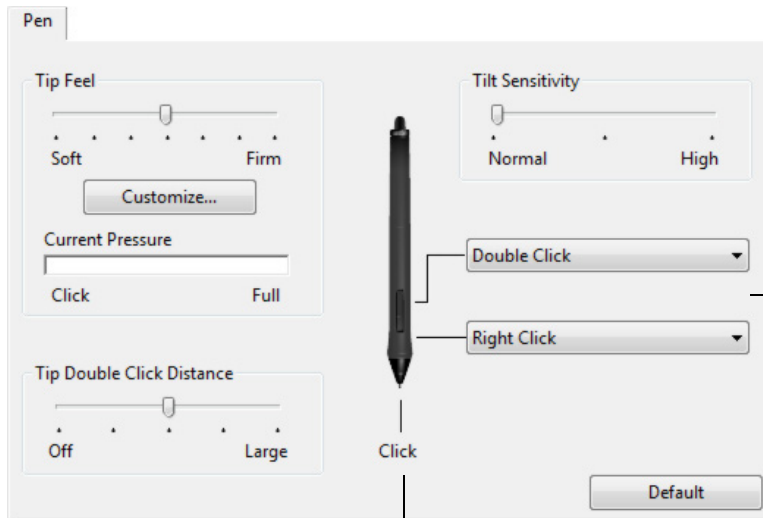 Pen
Tip Feel
Soft Firm
Customize...
Current Pressure
Click Full
Tip Double Click Distance
Off Large
Click
Tilt Sensitivity
Normal High
Double Click
Right Click
Default